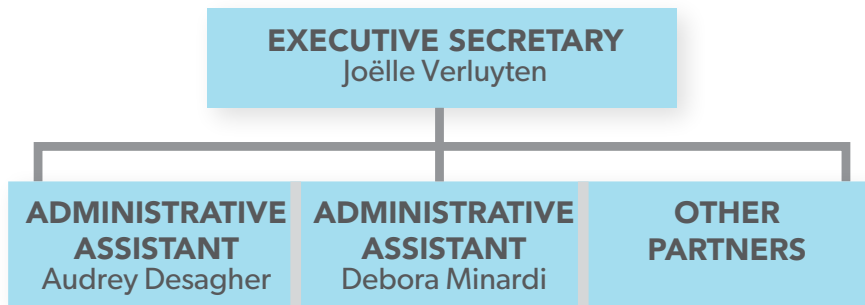 EXECUTIVE SECRETARY
Joëlle Verluyten
ADMINISTRATIVE
ASSISTANT
Audrey Desagher
ADMINISTRATIVE
ASSISTANT
Debora Minardi
OTHER
PARTNERS